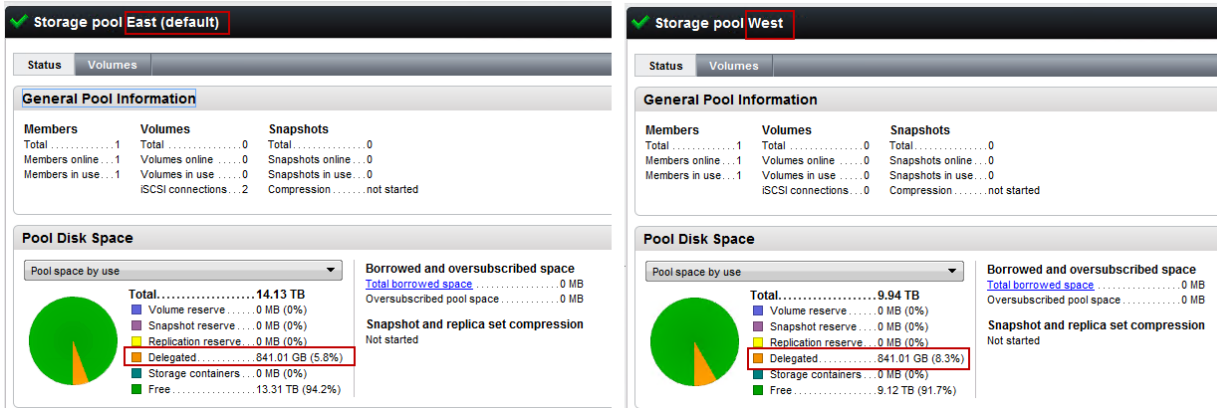 Storage pool East (default)
Status Volumes
General Pool Information
Members Volumes Snapshots
Total.............1 Total..............0 Total..............0
Members online...1 Volumes online .....0 Snapshots online...0
Members in use...1 Volumes in use .....0 Snapshots in use...0
iSCSI connections...2 Compression.......not started
Pool Disk Space
Pool space by use
Total...................14.13 TB
Volume reserve......0 MB (0%)
Snapshot reserve....0 MB (0%)
Replication reserve...0 MB (0%)
Delegated............841.01 GB (5.8%)
Storage containers...0 MB (0%)
Free.................13.31 TB (94.2%)
Borrowed and oversubscribed space
Total borrowed space ................0 MB
Oversubscribed pool space............0 MB
Snapshot and replica set compression
Not started
Storage pool West
Status Volumes
General Pool Information
Members Volumes Snapshots
Total.............1 Total..............0 Total..............0
Members online...1 Volumes online .....0 Snapshots online...0
Members in use...1 Volumes in use .....0 Snapshots in use...0
iSCSI connections...0 Compression.......not started
Pool Disk Space
Pool space by use
Total...................9.94 TB
Volume reserve......0 MB (0%)
Snapshot reserve....0 MB (0%)
Replication reserve...0 MB (0%)
Delegated............841.01 GB (8.3%)
Storage containers...0 MB (0%)
Free.................9.12 TB (91.7%)
Borrowed and oversubscribed space
Total borrowed space ................0 MB
Oversubscribed pool space............0 MB
Snapshot and replica set compression
Not started